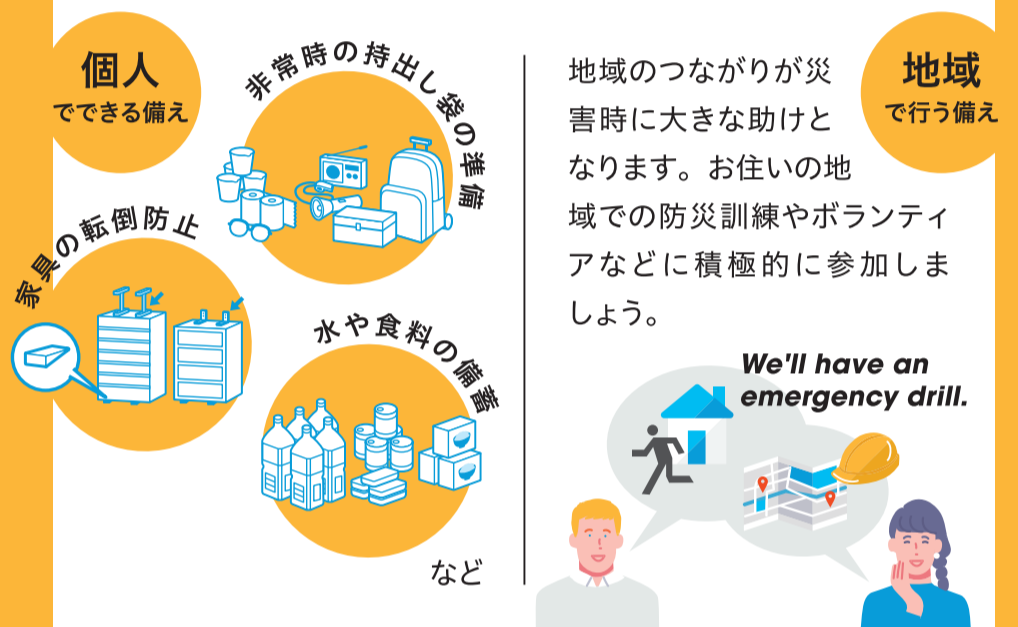 個人
でできる備え
非常時の持出し袋の準備
家具の転倒防止
水や食料の備蓄
など
地域
で行う備え
地域のつながりが災
害時に大きな助けと
なります。お住いの地
域での防災訓練やボランティ
アなどに積極的に参加しま
しょう。
We'll have an
emergency drill.